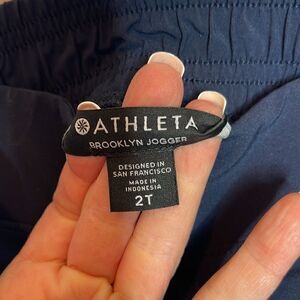 ATHLETA
BROOKLYN JOGGER
DESIGNED IN
SAN FRANCISCO
MADE IN
INDONESIA
2T